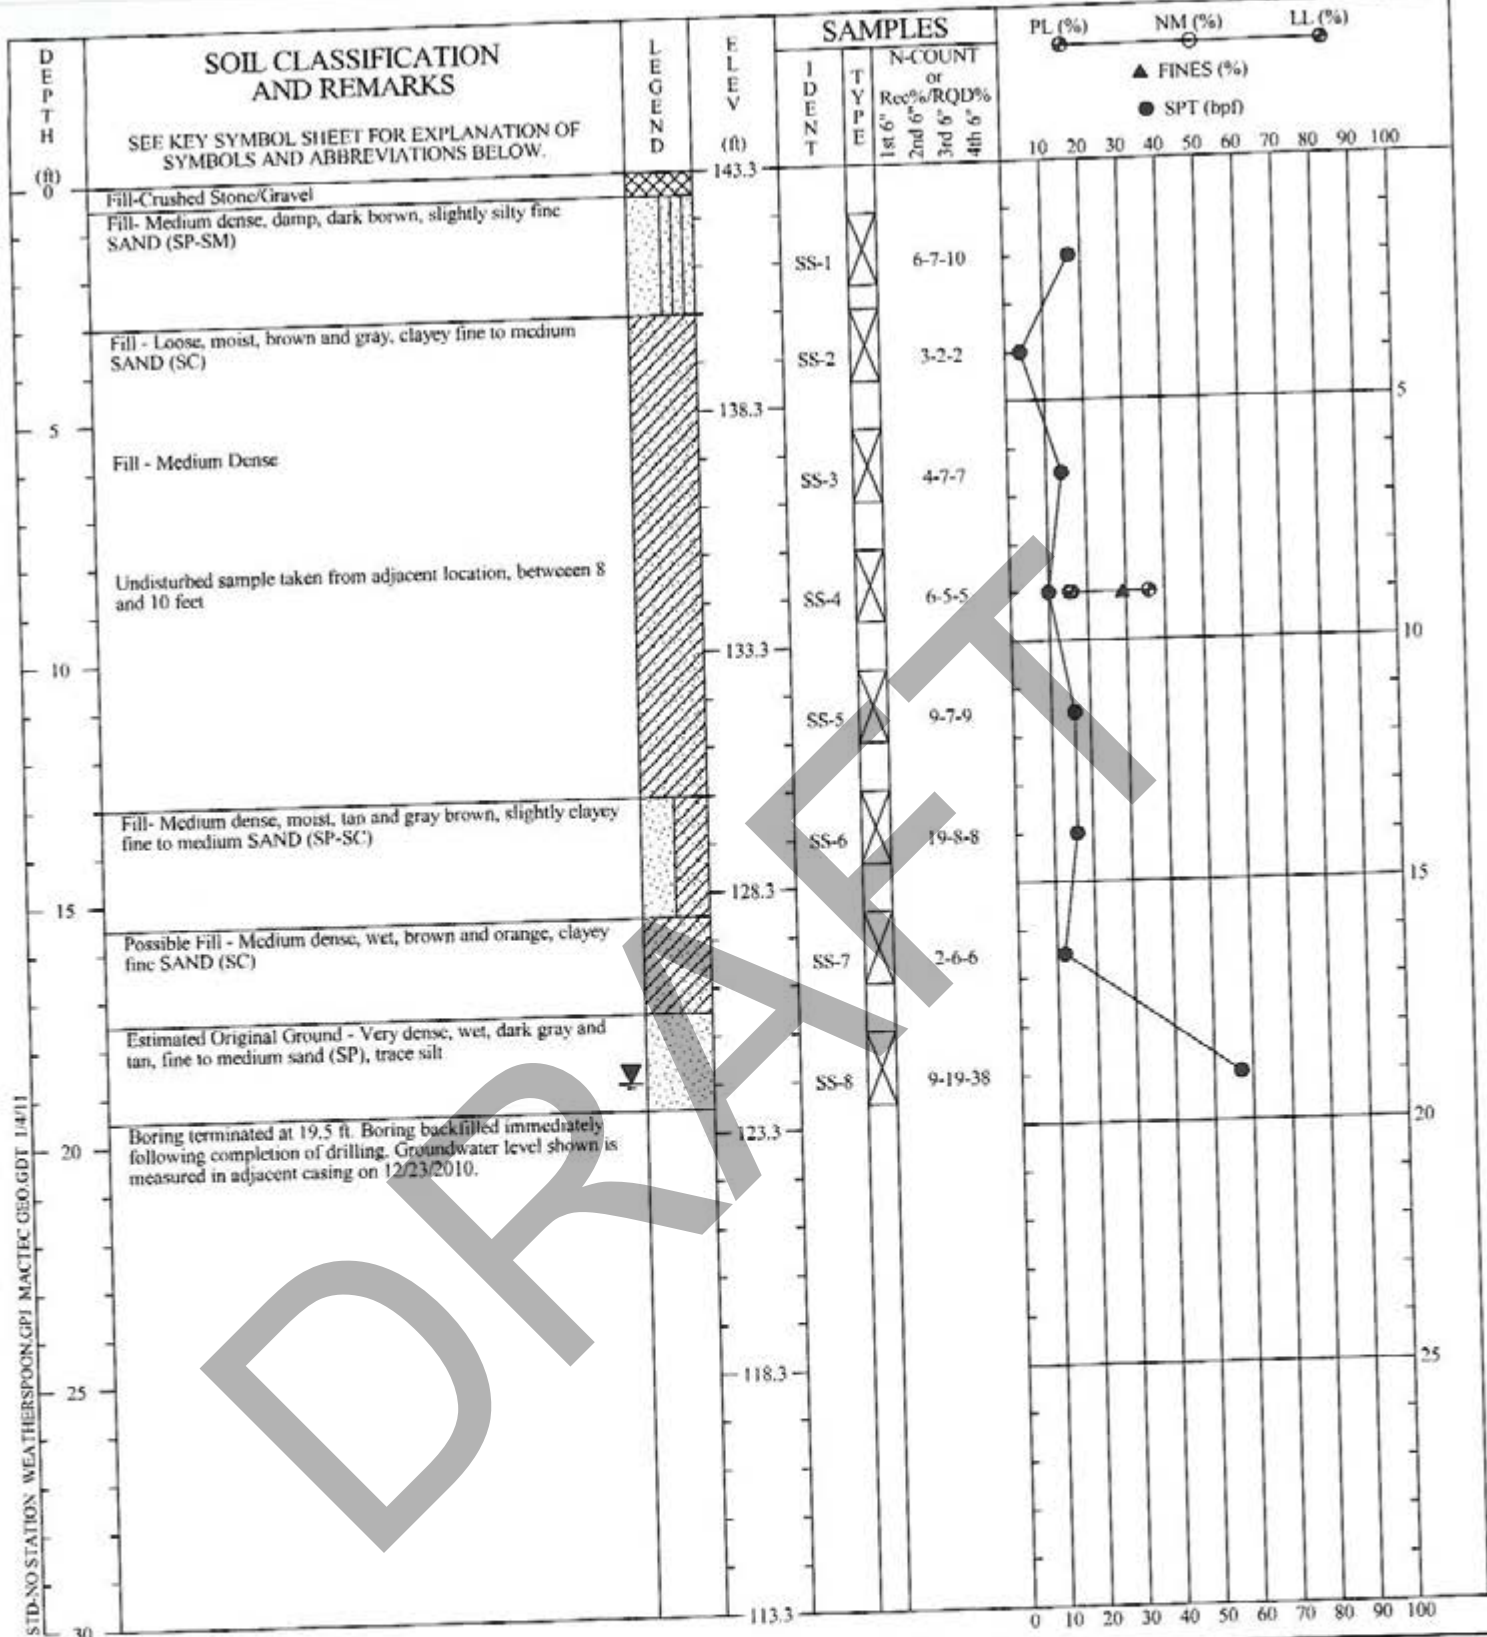 DEPTH
(ft)
SOIL CLASSIFICATION
AND REMARKS
SEE KEY SYMBOL SHEET FOR EXPLANATION OF
SYMBOLS AND ABBREVIATIONS BELOW.
LEGEND
ELEV
(ft)
SAMPLES
IDENT
TYPE
N-COUNT
or
Rec%/RQD%
1st 6"
2nd 6"
3rd 6"
4th 6"
PL (%) NM (%) LL (%)
▲ FINES (%)
● SPT (bpf)
10 20 30 40 50 60 70 80 90 100
0
143.3
Fill-Crushed Stone/Gravel
Fill- Medium dense, damp, dark borwn, slightly silty fine
SAND (SP-SM)
SS-1 6-7-10
Fill - Loose, moist, brown and gray, clayey fine to medium
SAND (SC)
SS-2 3-2-2
5
138.3
5
Fill - Medium Dense
SS-3 4-7-7
Undisturbed sample taken from adjacent location, betweeen 8
and 10 feet
SS-4 6-5-5
10
133.3
10
SS-5 9-7-9
Fill- Medium dense, moist, tan and gray brown, slightly clayey
fine to medium SAND (SP-SC)
SS-6 19-8-8
15
128.3
15
Possible Fill - Medium dense, wet, brown and orange, clayey
fine SAND (SC)
SS-7 2-6-6
Estimated Original Ground - Very dense, wet, dark gray and
tan, fine to medium sand (SP), trace silt
SS-8 9-19-38
20
123.3
20
Boring terminated at 19.5 ft. Boring backfilled immediately
following completion of drilling. Groundwater level shown is
measured in adjacent casing on 12/23/2010.
25
118.3
25
30
113.3
0 10 20 30 40 50 60 70 80 90 100
STD-NO STATION WEATHERSPOON.GPJ MACTEC GEO.GDT 1/4/11
DRAFT